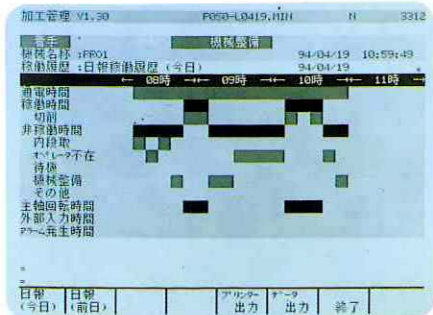 加工管理 V1.30 P050-L0419.MIN N 3312
着手 機械整備
機械名称 :PRO1 94/04/19 10:59:49
稼働履歴 :日報稼働履歴 (今日) 94/04/19
08時 09時 10時 11時
通電時間
稼働時間
切削
非稼働時間
内段取
オペレータ不在
待機
機械整備
その他
主軸回転時間
外部入力時間
アラーム発生時間
=
日報 日報 プリンター データ
(今日) (前日) 出力 出力 終了